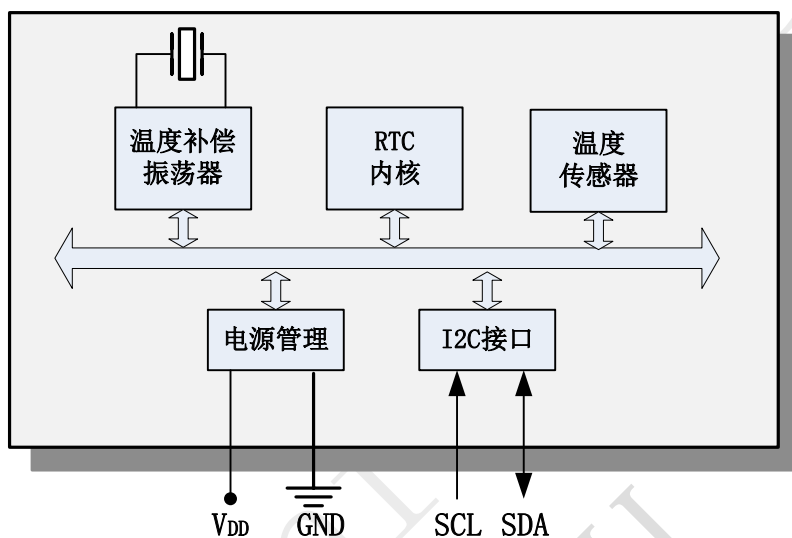 温度补偿
振荡器
RTC
内核
温度
传感器
电源管理
I2C接口
VDD
GND
SCL
SDA